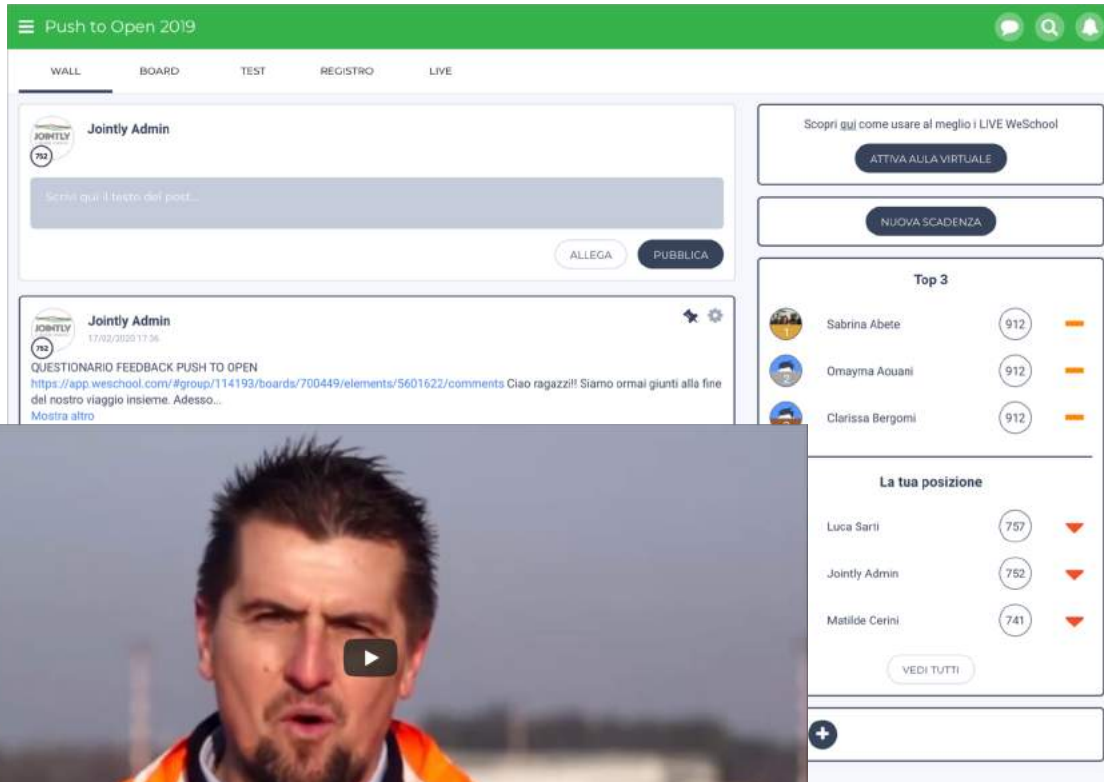 Push to Open 2019
WALL BOARD TEST REGISTRO LIVE
JOINTLY
752
Jointly Admin
Scrivi qui il testo del post...
ALLEGA PUBBLICA
JOINTLY
752
Jointly Admin
17/02/2020 17:36
QUESTIONARIO FEEDBACK PUSH TO OPEN
https://app.weschool.com/#group/114193/boards/700449/elements/5601622/comments Ciao ragazzi!! Siamo ormai giunti alla fine
del nostro viaggio insieme. Adesso...
Mostra altro
Scopri qui come usare al meglio i LIVE WeSchool
ATTIVA AULA VIRTUALE
NUOVA SCADENZA
Top 3
1 Sabrina Abete 912
2 Omayma Aouani 912
Clarissa Bergomi 912
La tua posizione
Luca Sarti 757
Jointly Admin 752
Matilde Cerini 741
VEDI TUTTI